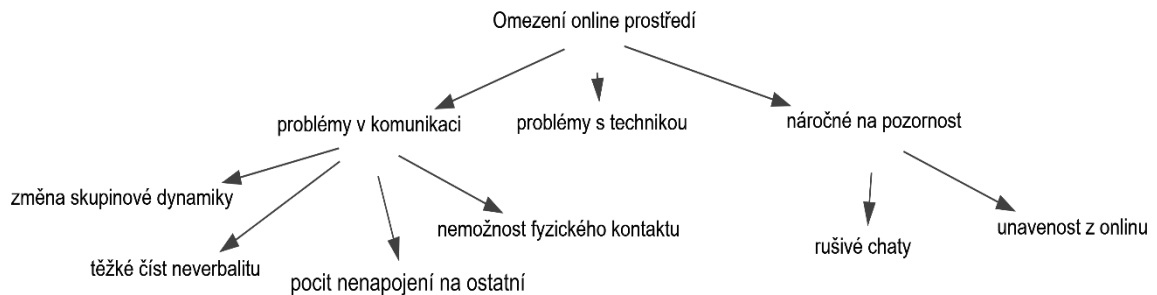 Omezení online prostředí
problémy v komunikaci
problémy s technikou
náročné na pozornost
změna skupinové dynamiky
těžké číst neverbalitu
pocit nenapojení na ostatní
nemožnost fyzického kontaktu
rušivé chaty
unavenost z onlinu